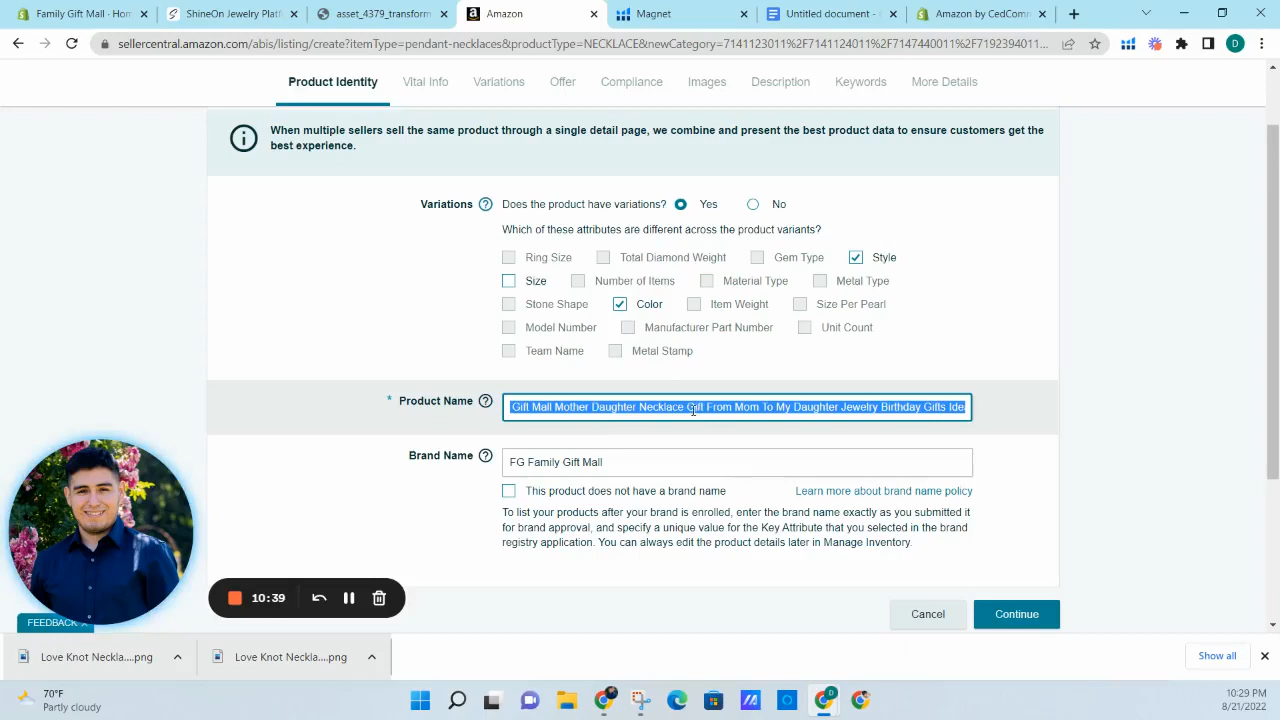 Family Gift Mall - Hom
ShineOn Jewelry Platf
asset_4379_transform
Amazon
Magnet
Untitled document -
Amazon by CedComm
sellercentral.amazon.com/abis/listing/create?itemType=pendant-necklaces&productType=NECKLACE&newCategory=7141123011%2F7141124011%2F7147440011%2F7192394011...
D
Product Identity
Vital Info
Variations
Offer
Compliance
Images
Description
Keywords
More Details
When multiple sellers sell the same product through a single detail page, we combine and present the best product data to ensure customers get the
best experience.
Variations ? Does the product have variations? Yes No
Which of these attributes are different across the product variants?
Ring Size Total Diamond Weight Gem Type Style
Size Number of Items Material Type Metal Type
Stone Shape Color Item Weight Size Per Pearl
Model Number Manufacturer Part Number Unit Count
Team Name Metal Stamp
* Product Name ? Gift Mall Mother Daughter Necklace Gift From Mom To My Daughter Jewelry Birthday Gifts Idea
Brand Name ? FG Family Gift Mall
This product does not have a brand name Learn more about brand name policy
To list your products after your brand is enrolled, enter the brand name exactly as you submitted it
for brand approval, and specify a unique value for the Key Attribute that you selected in the brand
registry application. You can always edit the product details later in Manage Inventory.
10:39
Cancel
Continue
FEEDBACK
Love Knot Neckla....png
Love Knot Neckla....png
Show all
70°F
Partly cloudy
10:29 PM
8/21/2022